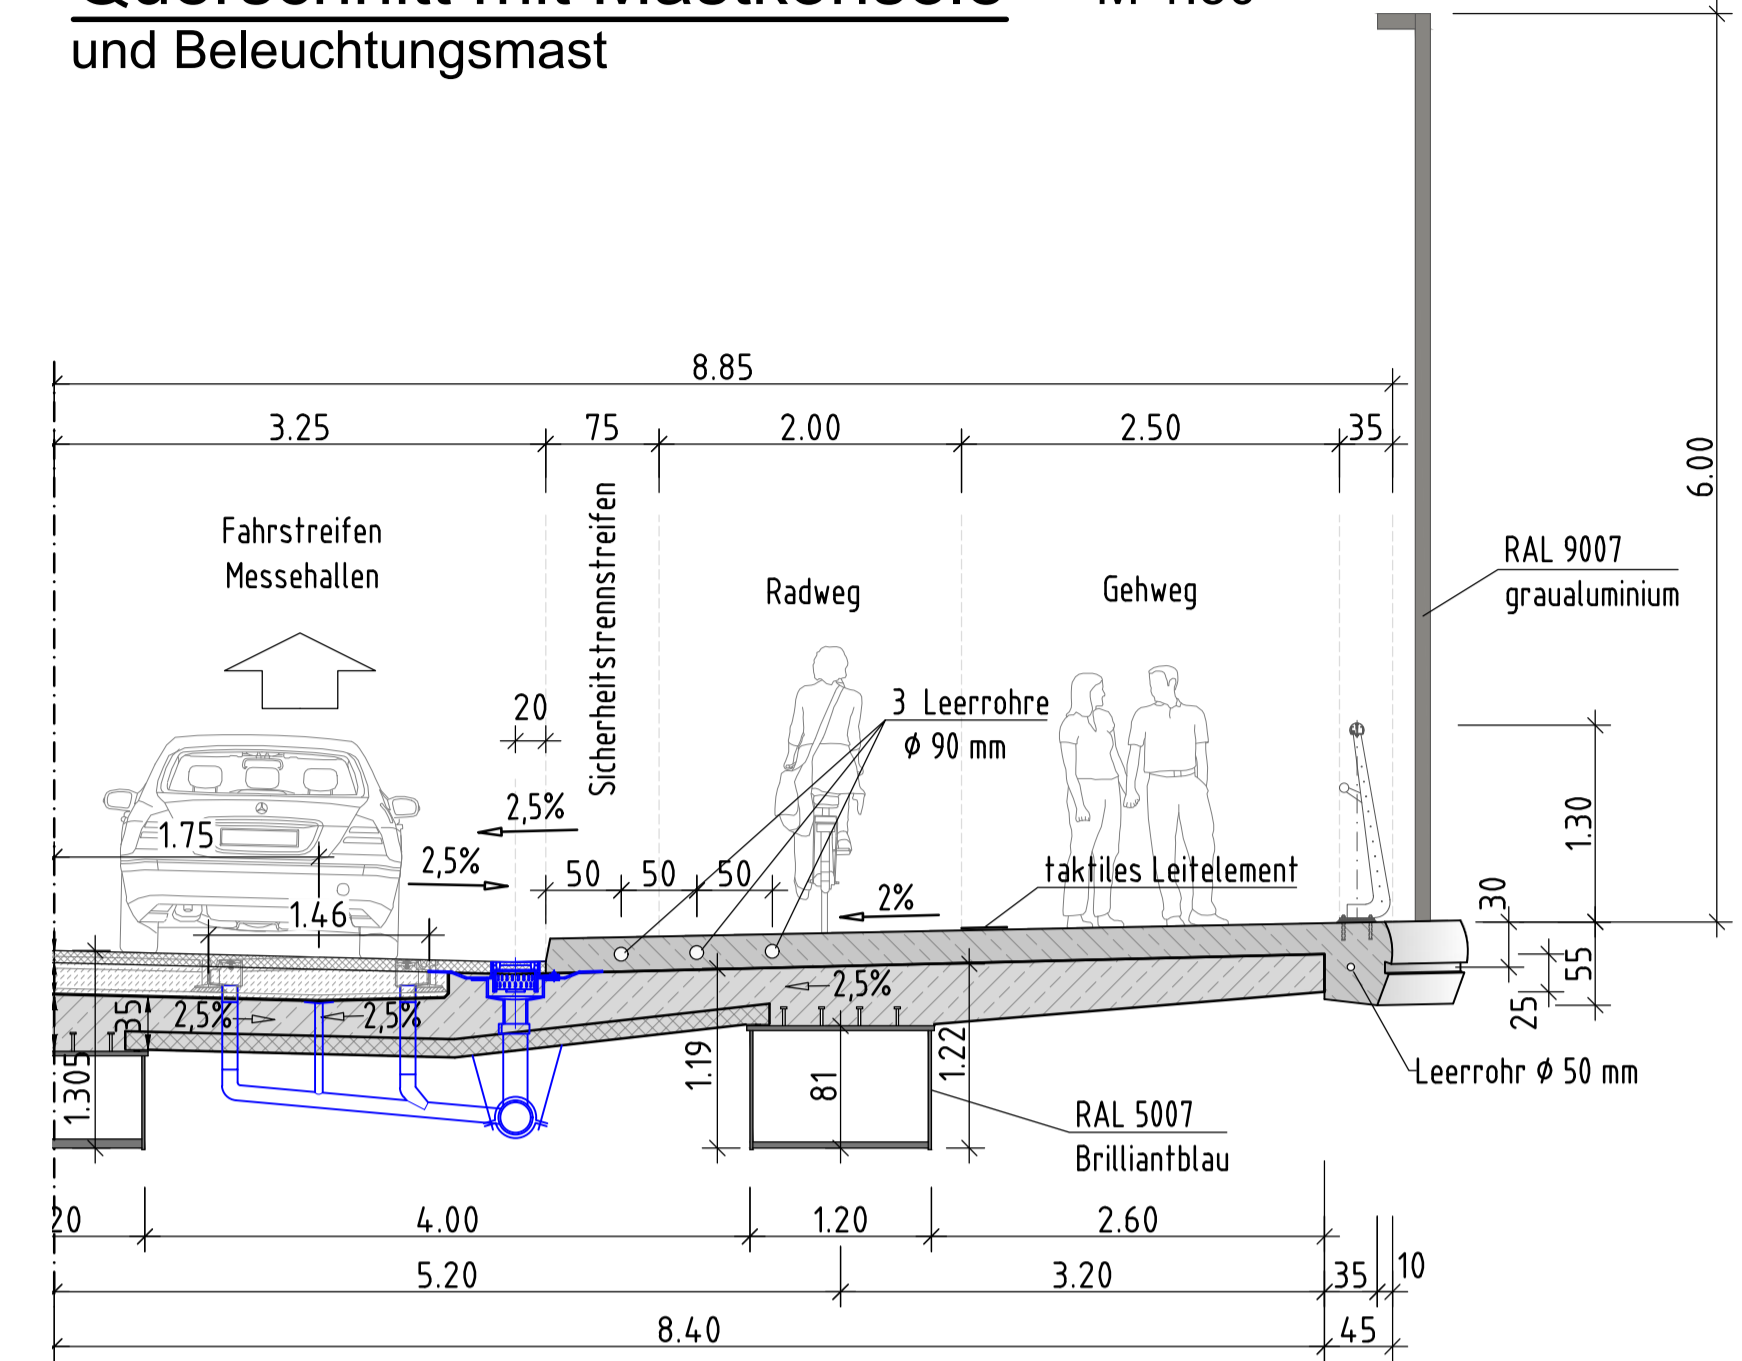 und Beleuchtungsmast
8.85
3.25 75 2.00 2.50 35
6.00
Fahrstreifen
Messehallen
Sicherheitstrennstreifen
Radweg
Gehweg
RAL 9007
graualuminium
20
3 Leerrohre
ϕ 90 mm
2,5%
1.75
2,5%
50 50 50
1.46
2%
taktiles Leitelement
1.30
30
55
25
2,5%
35
2,5%
2,5%
1.305
1.19
81
1.22
Leerrohr ϕ 50 mm
RAL 5007
Brilliantblau
20 4.00 1.20 2.60
5.20 3.20 35 10
8.40 45